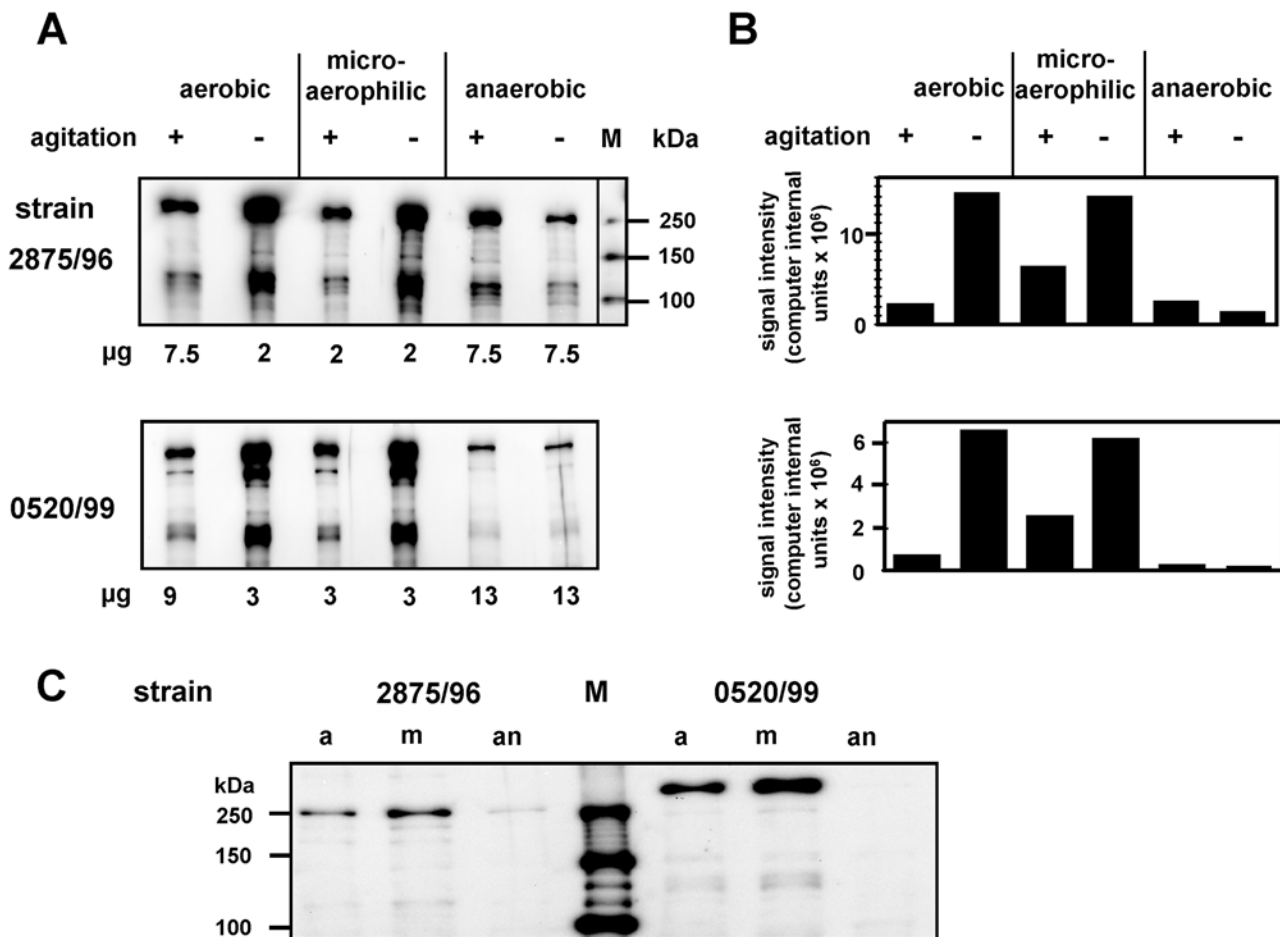 A
aerobic
micro-
aerophilic
anaerobic
agitation + - + - + - M kDa
strain
2875/96
250
150
100
µg 7.5 2 2 2 7.5 7.5
0520/99
µg 9 3 3 3 13 13
B
aerobic
micro-
aerophilic
anaerobic
agitation + - + - + -
signal intensity
(computer internal
units x 10⁶)
10
0
signal intensity
(computer internal
units x 10⁶)
6
4
2
0
C
strain 2875/96 M 0520/99
a m an a m an
kDa
250
150
100